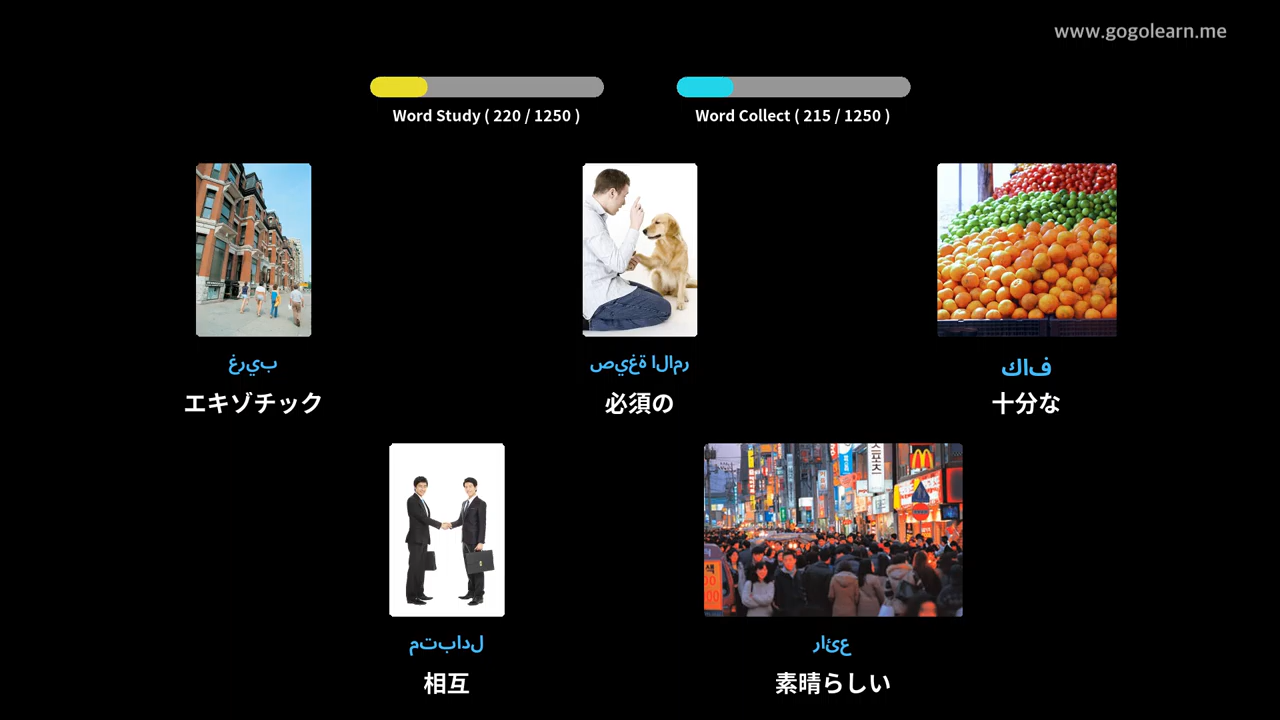 www.gogolearn.me
Word Study ( 220 / 1250 )
Word Collect ( 215 / 1250 )
غريب
エキゾチック
صيغة الامر
必須の
كاف
十分な
متبادل
相互
رائع
素晴らしい